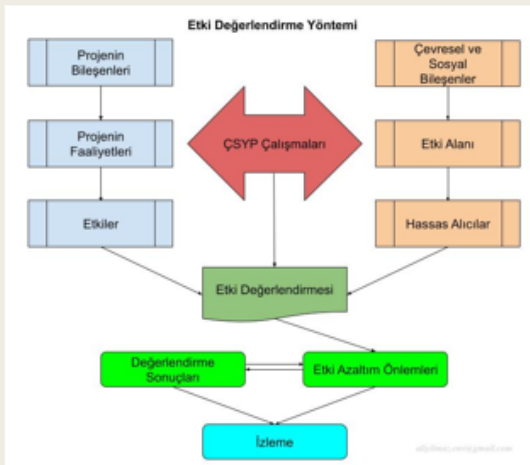 Etki Değerlendirme Yöntemi
Projenin
Bileşenleri
Çevresel ve
Sosyal
Bileşenler
Projenin
Faaliyetleri
ÇSYP Çalışmaları
Etki Alanı
Etkiler
Hassas Alıcılar
Etki Değerlendirmesi
Değerlendirme
Sonuçları
Etki Azaltım Önlemleri
İzleme